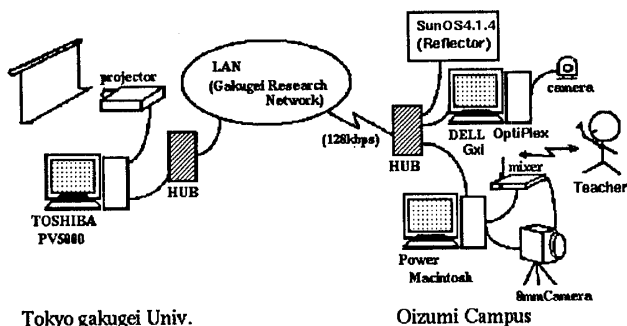 SunOS4.1.4
(Reflector)
projector
LAN
(Gakugei Research
Network)
camera
(128kbps)
HUB
DELL OptiPlex
Gxi
HUB
mixer
Teacher
TOSHIBA
PV5000
Power
Macintosh
8mmCamera
Tokyo gakugei Univ.
Oizumi Campus